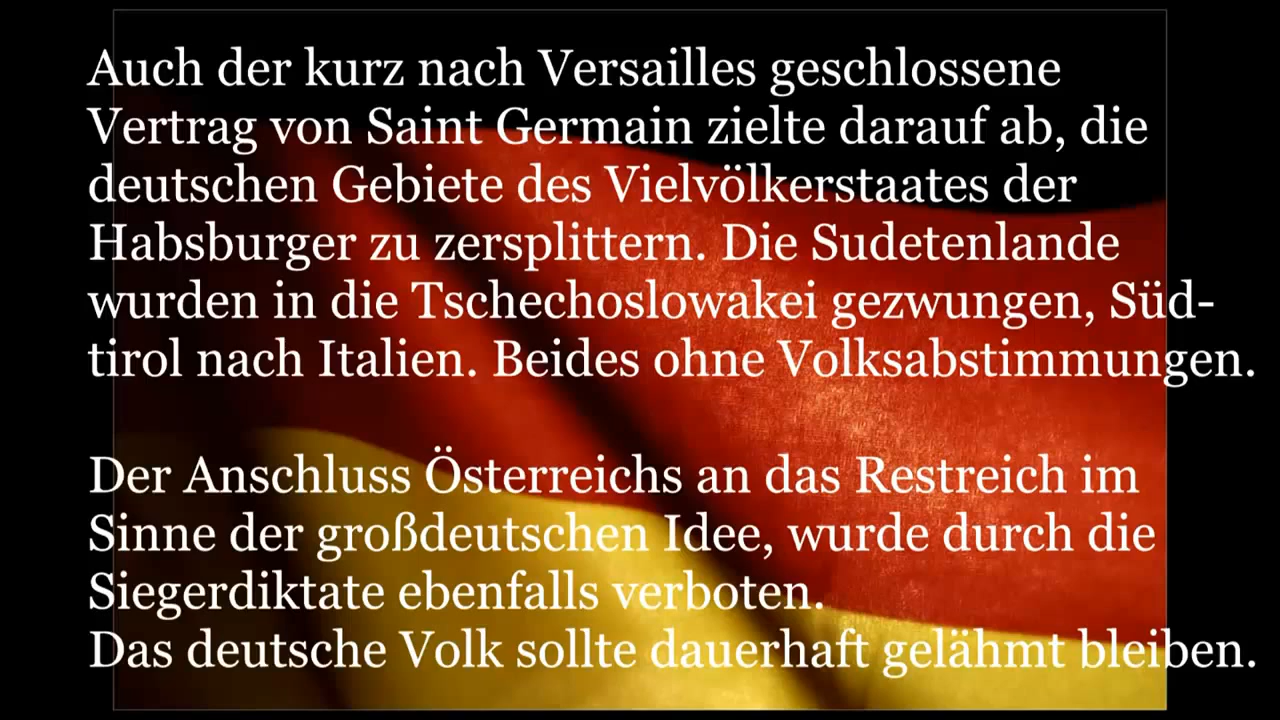 Auch der kurz nach Versailles geschlossene
Vertrag von Saint Germain zielte darauf ab, die
deutschen Gebiete des Vielvölkerstaates der
Habsburger zu zersplittern. Die Sudetenlande
wurden in die Tschechoslowakei gezwungen, Süd-
tirol nach Italien. Beides ohne Volksabstimmungen.
Der Anschluss Österreichs an das Restreich im
Sinne der großdeutschen Idee, wurde durch die
Siegerdiktate ebenfalls verboten.
Das deutsche Volk sollte dauerhaft gelähmt bleiben.